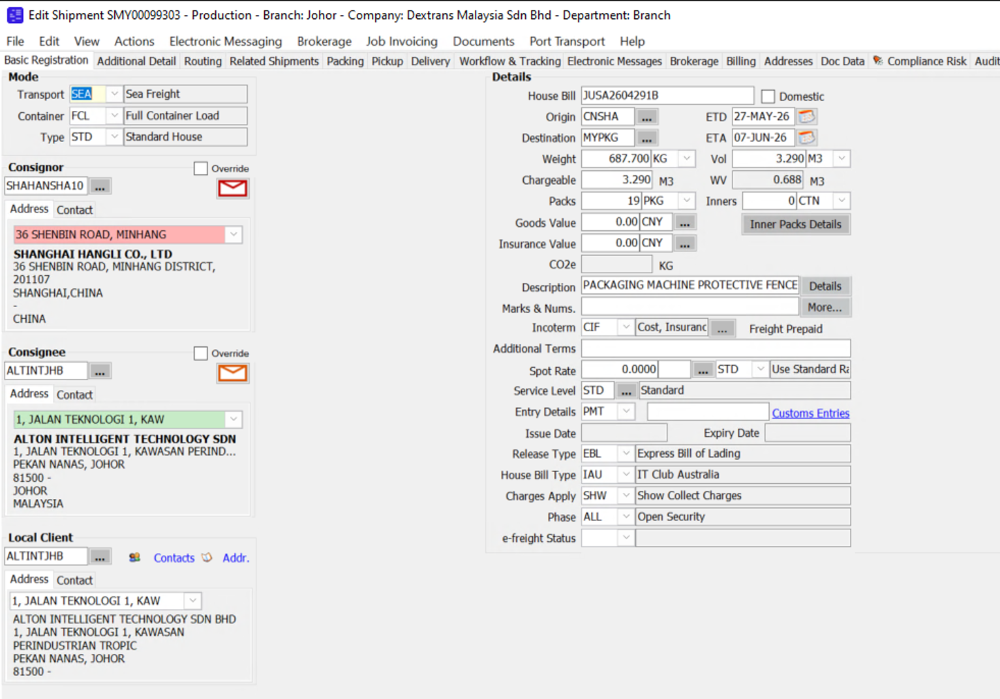 Edit Shipment SMY00099303 - Production - Branch: Johor - Company: Dextrans Malaysia Sdn Bhd - Department: Branch
File Edit View Actions Electronic Messaging Brokerage Job Invoicing Documents Port Transport Help
Basic Registration Additional Detail Routing Related Shipments Packing Pickup Delivery Workflow & Tracking Electronic Messages Brokerage Billing Addresses Doc Data Compliance Risk Audit
Mode
Transport SEA Sea Freight
Container FCL Full Container Load
Type STD Standard House
Consignor Override
SHAHANSHA10 ...
Address Contact
36 SHENBIN ROAD, MINHANG
SHANGHAI HANGLI CO., LTD
36 SHENBIN ROAD, MINHANG DISTRICT,
201107
SHANGHAI,CHINA
-
CHINA
Consignee Override
ALTINTJHB ...
Address Contact
1, JALAN TEKNOLOGI 1, KAW
ALTON INTELLIGENT TECHNOLOGY SDN
1, JALAN TEKNOLOGI 1, KAWASAN PERIND...
PEKAN NANAS, JOHOR
81500 -
JOHOR
MALAYSIA
Local Client
ALTINTJHB ... Contacts Addr.
Address Contact
1, JALAN TEKNOLOGI 1, KAW
ALTON INTELLIGENT TECHNOLOGY SDN BHD
1, JALAN TEKNOLOGI 1, KAWASAN
PERINDUSTRIAN TROPIC
PEKAN NANAS, JOHOR
81500 -
Details
House Bill JUSA2604291B Domestic
Origin CNSHA ... ETD 27-MAY-26
Destination MYPKG ... ETA 07-JUN-26
Weight 687.700 KG Vol 3.290 M3
Chargeable 3.290 M3 WV 0.688 M3
Packs 19 PKG Inners 0 CTN
Goods Value 0.00 CNY ... Inner Packs Details
Insurance Value 0.00 CNY ...
CO2e KG
Description PACKAGING MACHINE PROTECTIVE FENCE Details
Marks & Nums. More...
Incoterm CIF Cost, Insuranc ... Freight Prepaid
Additional Terms
Spot Rate 0.0000 ... STD Use Standard Ra
Service Level STD ... Standard
Entry Details PMT Customs Entries
Issue Date Expiry Date
Release Type EBL Express Bill of Lading
House Bill Type IAU IT Club Australia
Charges Apply SHW Show Collect Charges
Phase ALL Open Security
e-freight Status